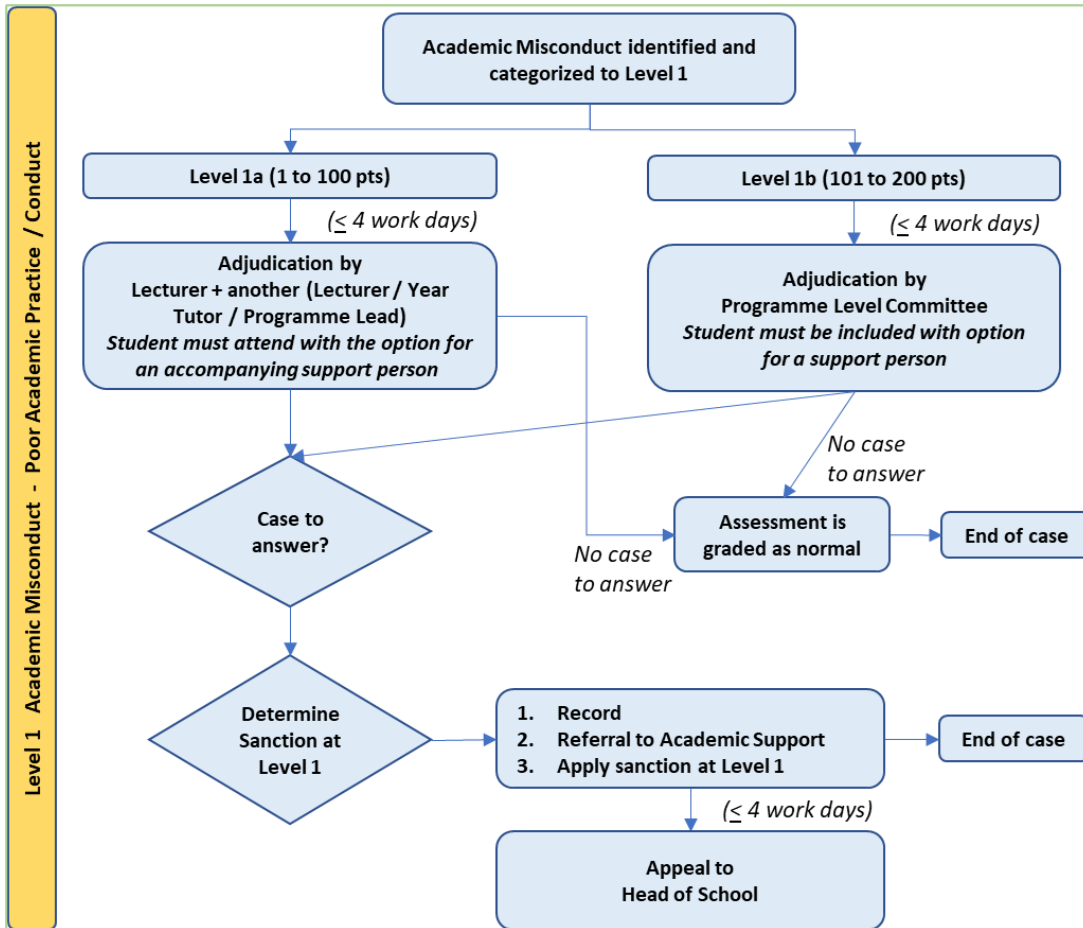 Level 1 Academic Misconduct - Poor Academic Practice / Conduct
Academic Misconduct identified and
categorized to Level 1
Level 1a (1 to 100 pts)
Level 1b (101 to 200 pts)
(≤ 4 work days)
(≤ 4 work days)
Adjudication by
Lecturer + another (Lecturer / Year
Tutor / Programme Lead)
Student must attend with the option for
an accompanying support person
Adjudication by
Programme Level Committee
Student must be included with option
for a support person
No case
to answer
Case to
answer?
No case
to answer
Assessment is
graded as normal
End of case
Determine
Sanction at
Level 1
1. Record
2. Referral to Academic Support
3. Apply sanction at Level 1
End of case
(≤ 4 work days)
Appeal to
Head of School